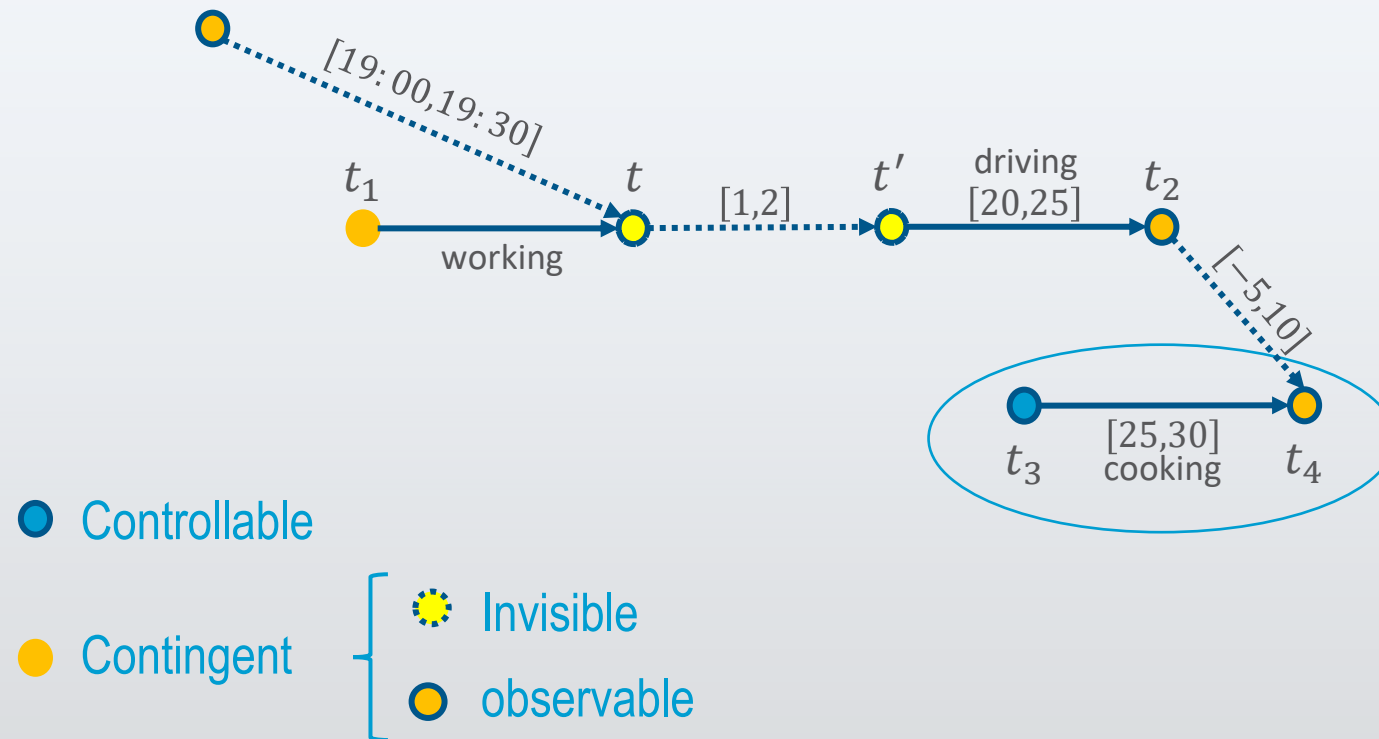 [19:00,19:30]
t₁
t
[1,2]
t′
driving
[20,25]
t₂
working
[−5,10]
[25,30]
t₃
cooking
t₄
Controllable
Contingent
Invisible
observable